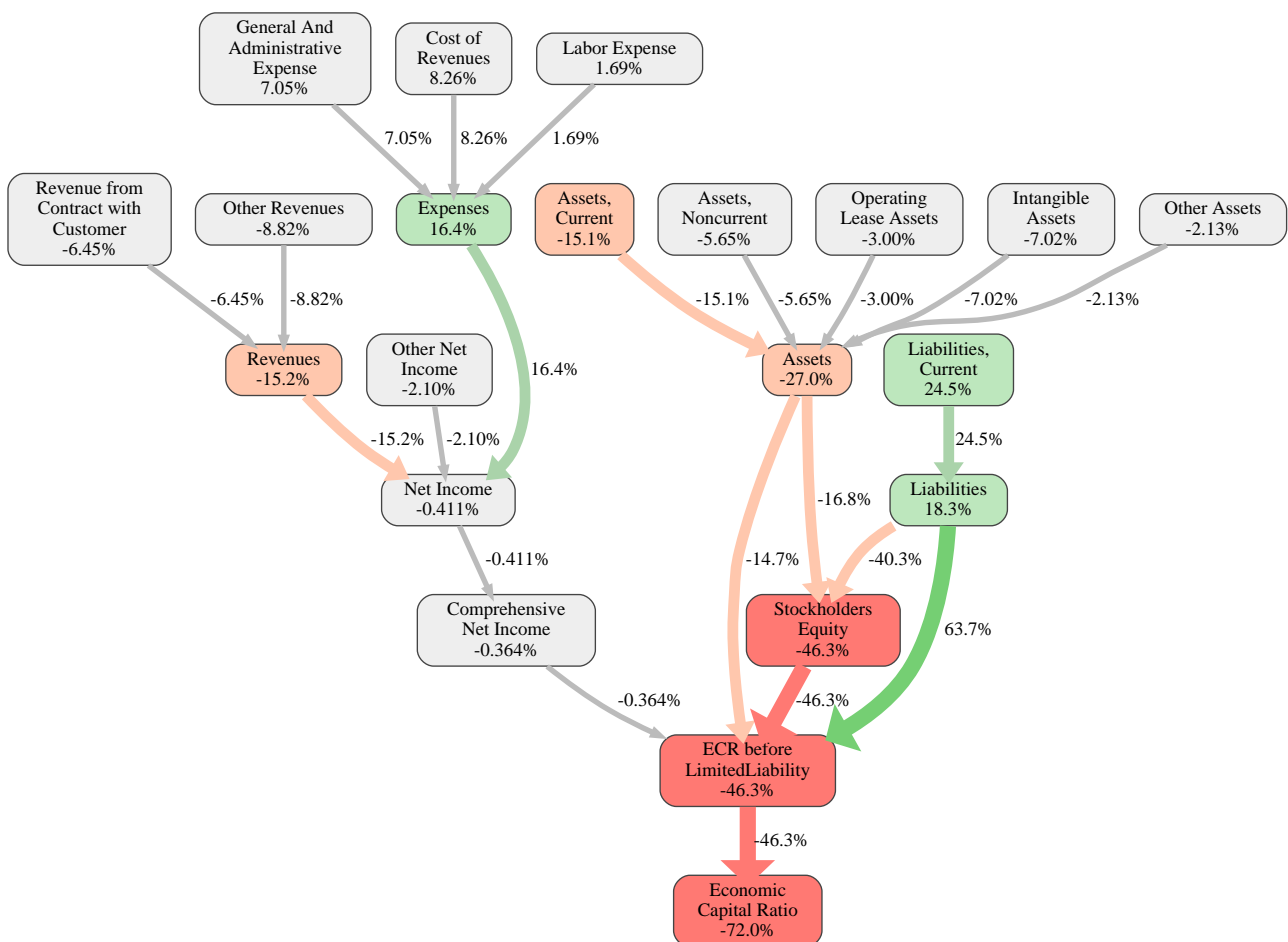 General And
Administrative
Expense
7.05%
Cost of
Revenues
8.26%
Labor Expense
1.69%
7.05%
8.26%
1.69%
Revenue from
Contract with
Customer
-6.45%
Other Revenues
-8.82%
Expenses
16.4%
Assets,
Current
-15.1%
Assets,
Noncurrent
-5.65%
Operating
Lease Assets
-3.00%
Intangible
Assets
-7.02%
Other Assets
-2.13%
-6.45%
-8.82%
-15.1%
-5.65%
-3.00%
-7.02%
-2.13%
Revenues
-15.2%
Other Net
Income
-2.10%
16.4%
Assets
-27.0%
Liabilities,
Current
24.5%
-15.2%
-2.10%
24.5%
Net Income
-0.411%
-16.8%
Liabilities
18.3%
-0.411%
-14.7%
-40.3%
Comprehensive
Net Income
-0.364%
Stockholders
Equity
-46.3%
63.7%
-0.364%
-46.3%
ECR before
LimitedLiability
-46.3%
-46.3%
Economic
Capital Ratio
-72.0%